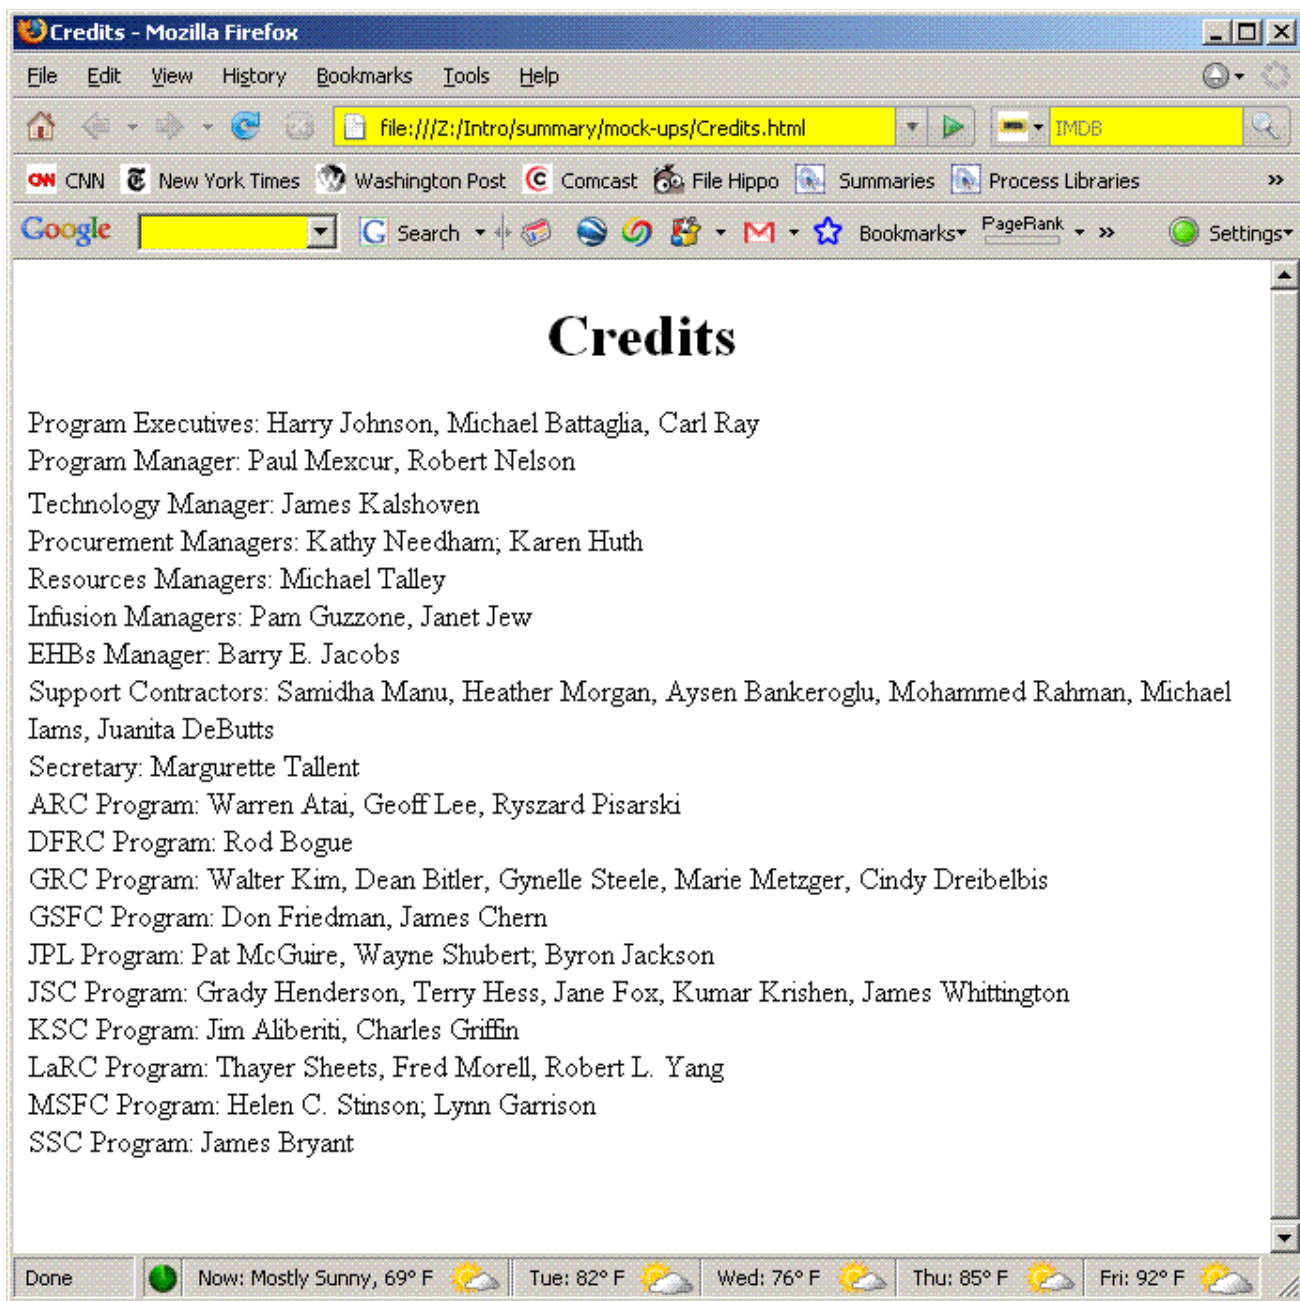 Credits - Mozilla Firefox
File Edit View History Bookmarks Tools Help
file:///Z:/Intro/summary/mock-ups/Credits.html IMDB
CNN CNN New York Times Washington Post Comcast File Hippo Summaries Process Libraries »
Google G Search Bookmarks PageRank » Settings
Credits
Program Executives: Harry Johnson, Michael Battaglia, Carl Ray
Program Manager: Paul Mexcur, Robert Nelson
Technology Manager: James Kalshoven
Procurement Managers: Kathy Needham; Karen Huth
Resources Managers: Michael Talley
Infusion Managers: Pam Guzzone, Janet Jew
EHBs Manager: Barry E. Jacobs
Support Contractors: Samidha Manu, Heather Morgan, Aysen Bankeroglu, Mohammed Rahman, Michael
Iams, Juanita DeButts
Secretary: Margurette Tallent
ARC Program: Warren Atai, Geoff Lee, Ryszard Pisarski
DFRC Program: Rod Bogue
GRC Program: Walter Kim, Dean Bitler, Gynelle Steele, Marie Metzger, Cindy Dreibelbis
GSFC Program: Don Friedman, James Chern
JPL Program: Pat McGuire, Wayne Shubert; Byron Jackson
JSC Program: Grady Henderson, Terry Hess, Jane Fox, Kumar Krishen, James Whittington
KSC Program: Jim Aliberiti, Charles Griffin
LaRC Program: Thayer Sheets, Fred Morell, Robert L. Yang
MSFC Program: Helen C. Stinson; Lynn Garrison
SSC Program: James Bryant
Done Now: Mostly Sunny, 69° F Tue: 82° F Wed: 76° F Thu: 85° F Fri: 92° F